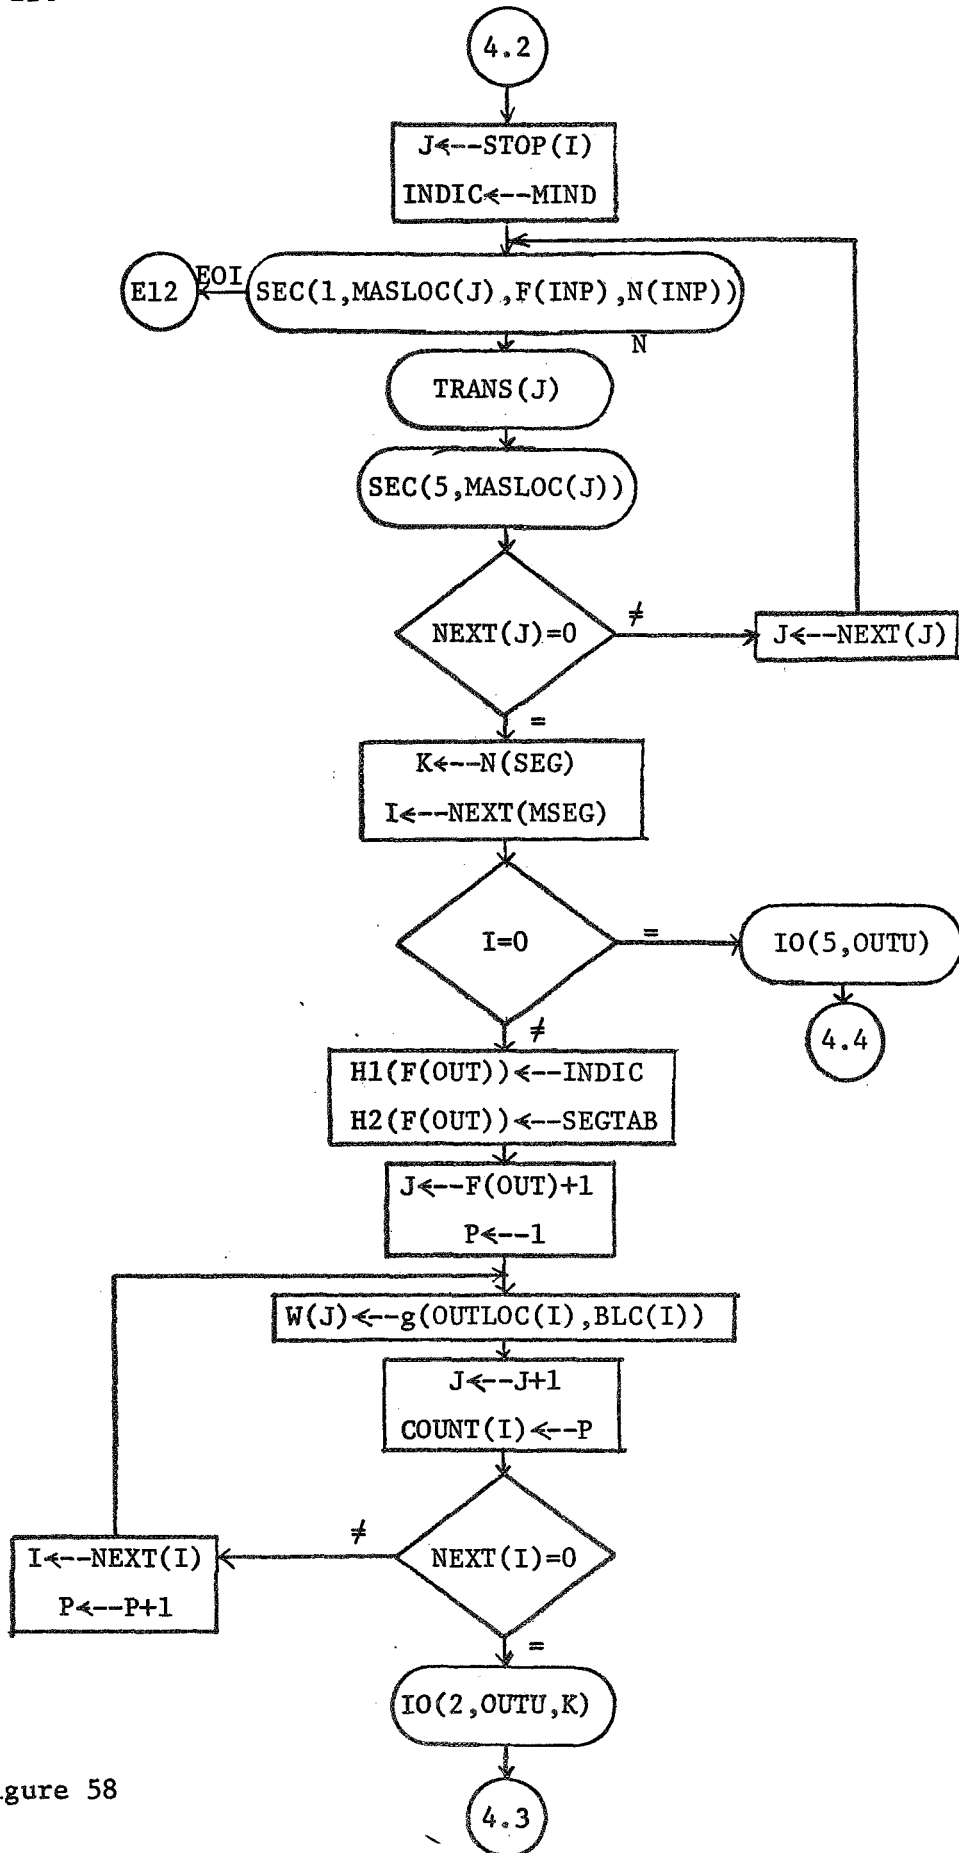 4.2
J<--STOP(I)
INDIC<--MIND
E12
EOI
SEC(1,MASLOC(J),F(INP),N(INP))
N
TRANS(J)
SEC(5,MASLOC(J))
NEXT(J)=0
≠
J<--NEXT(J)
=
K<--N(SEG)
I<--NEXT(MSEG)
I=0
=
IO(5,OUTU)
4.4
≠
H1(F(OUT))<--INDIC
H2(F(OUT))<--SEGTAB
J<--F(OUT)+1
P<--1
W(J)<--g(OUTLOC(I),BLC(I))
J<--J+1
COUNT(I)<--P
NEXT(I)=0
≠
I<--NEXT(I)
P<--P+1
=
IO(2,OUTU,K)
4.3
gure 58